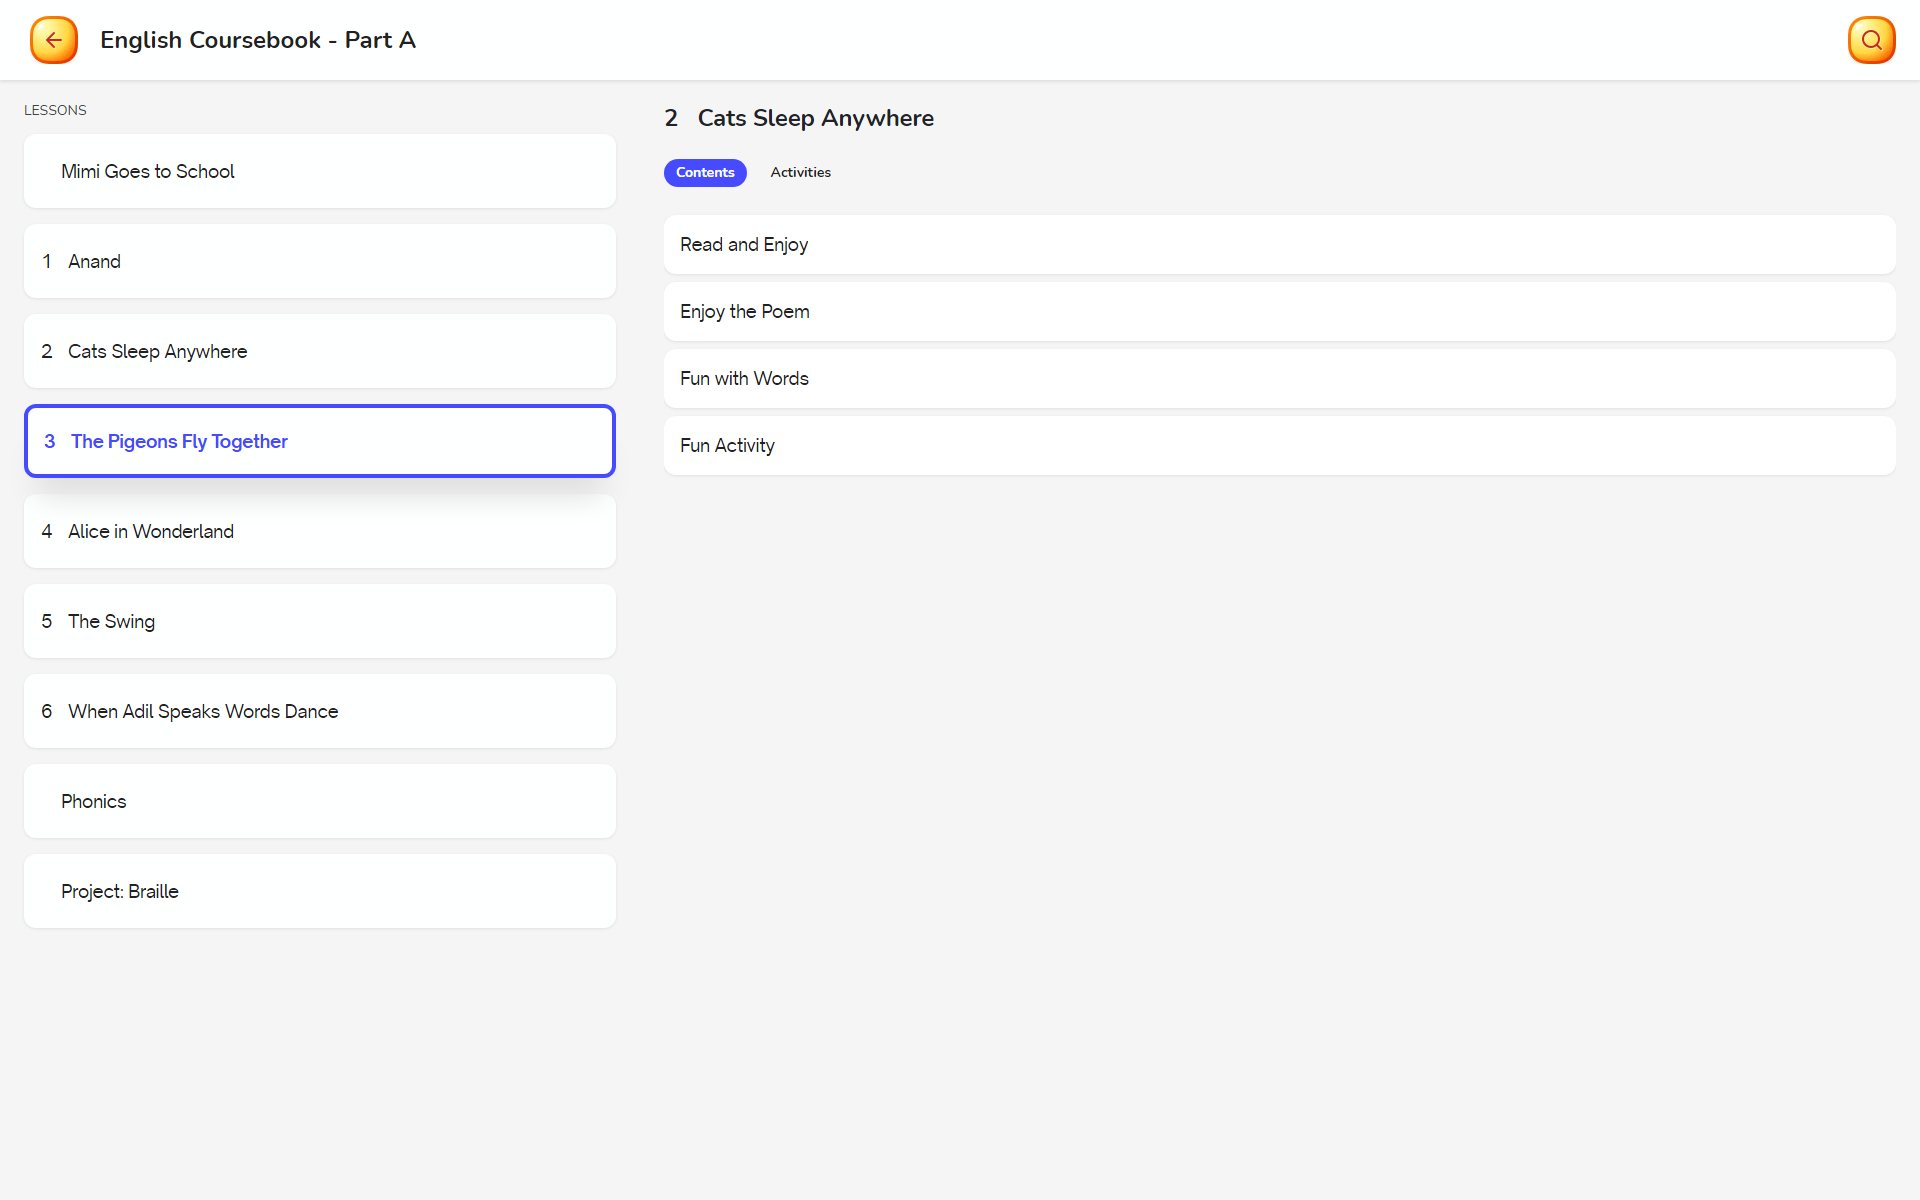 English Coursebook - Part A
LESSONS
Mimi Goes to School
1 Anand
2 Cats Sleep Anywhere
3 The Pigeons Fly Together
4 Alice in Wonderland
5 The Swing
6 When Adil Speaks Words Dance
Phonics
Project: Braille
2 Cats Sleep Anywhere
Contents Activities
Read and Enjoy
Enjoy the Poem
Fun with Words
Fun Activity